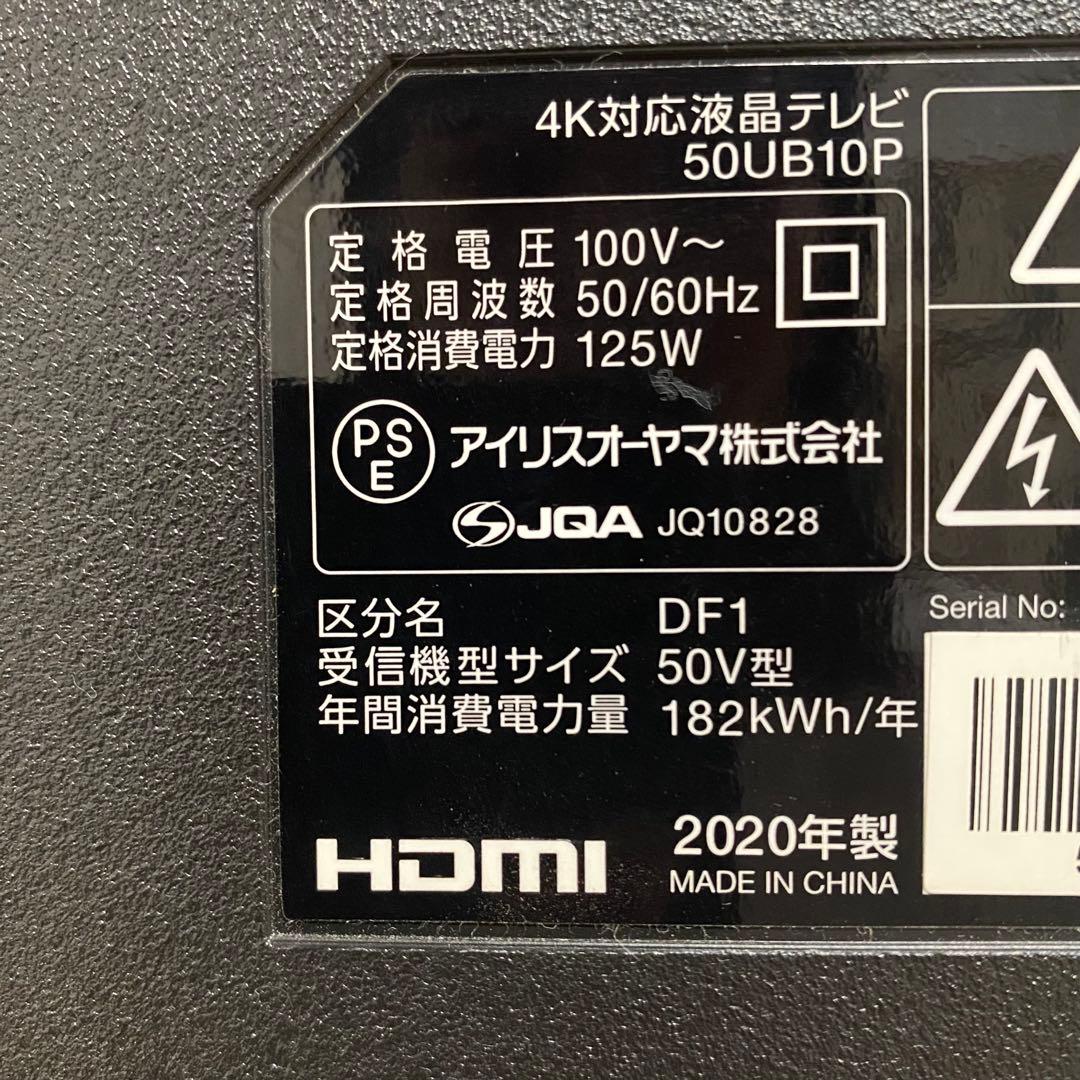 4K対応液晶テレビ
50UB10P
定格電圧 100V～
定格周波数 50/60Hz
定格消費電力 125W
PS
E
アイリスオーヤマ株式会社
JQA JQ10828
区分名 DF1
受信機型サイズ 50V型
年間消費電力量 182kWh/年
Serial No:
HDMI
2020年製
MADE IN CHINA